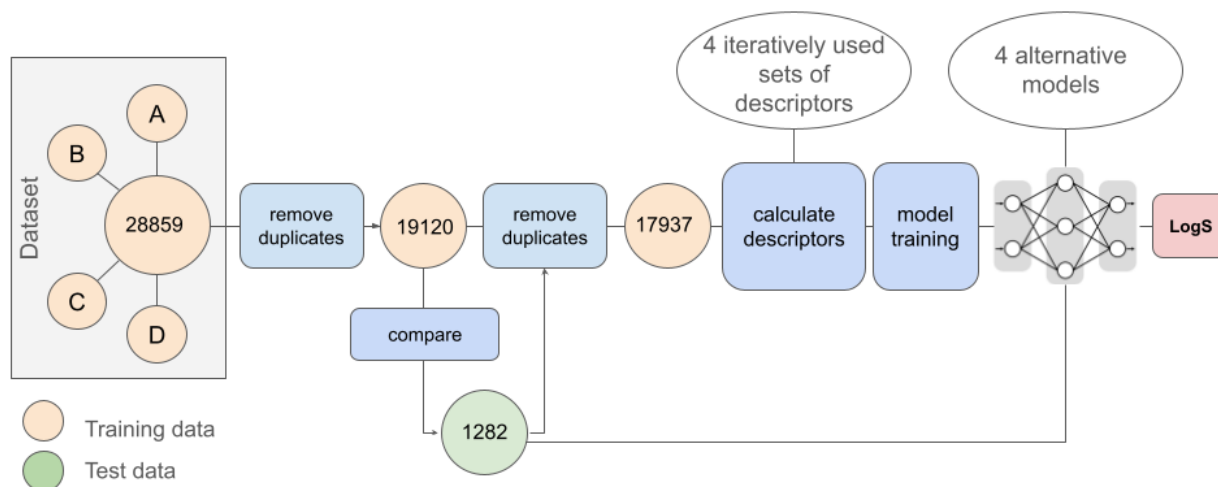 Dataset
A
B
28859
C
D
remove
duplicates
19120
compare
1282
remove
duplicates
17937
4 iteratively used
sets of
descriptors
calculate
descriptors
model
training
4 alternative
models
LogS
Training data
Test data